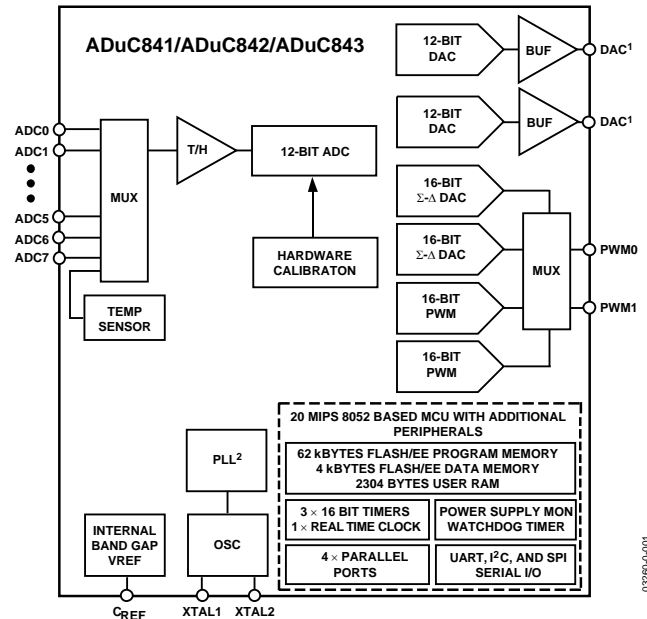 ADuC841/ADuC842/ADuC843
12-BIT
DAC
BUF
DAC¹
12-BIT
DAC
BUF
DAC¹
ADC0
ADC1
ADC5
ADC6
ADC7
MUX
T/H
12-BIT ADC
HARDWARE
CALIBRATON
TEMP
SENSOR
16-BIT
Σ-Δ DAC
16-BIT
Σ-Δ DAC
16-BIT
PWM
16-BIT
PWM
MUX
PWM0
PWM1
20 MIPS 8052 BASED MCU WITH ADDITIONAL
PERIPHERALS
62 kBYTES FLASH/EE PROGRAM MEMORY
4 kBYTES FLASH/EE DATA MEMORY
2304 BYTES USER RAM
3 × 16 BIT TIMERS
1 × REAL TIME CLOCK
POWER SUPPLY MON
WATCHDOG TIMER
4 × PARALLEL
PORTS
UART, I²C, AND SPI
SERIAL I/O
PLL²
OSC
INTERNAL
BAND GAP
VREF
CREF
XTAL1
XTAL2
03260-0-001